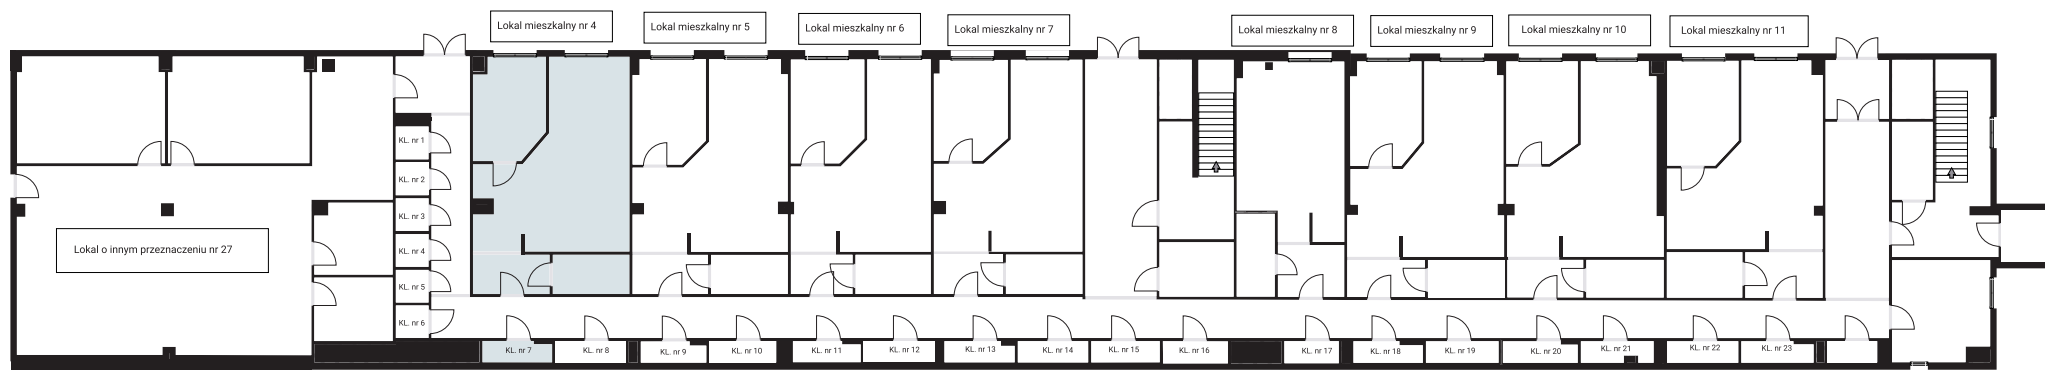 Lokal mieszkalny nr 4
Lokal mieszkalny nr 5
Lokal mieszkalny nr 6
Lokal mieszkalny nr 7
Lokal mieszkalny nr 8
Lokal mieszkalny nr 9
Lokal mieszkalny nr 10
Lokal mieszkalny nr 11
Lokal o innym przeznaczeniu nr 27
KL. nr 1
KL. nr 2
KL. nr 3
KL. nr 4
KL. nr 5
KL. nr 6
KL. nr 7
KL. nr 8
KL. nr 9
KL. nr 10
KL. nr 11
KL. nr 12
KL. nr 13
KL. nr 14
KL. nr 15
KL. nr 16
KL. nr 17
KL. nr 18
KL. nr 19
KL. nr 20
KL. nr 21
KL. nr 22
KL. nr 23